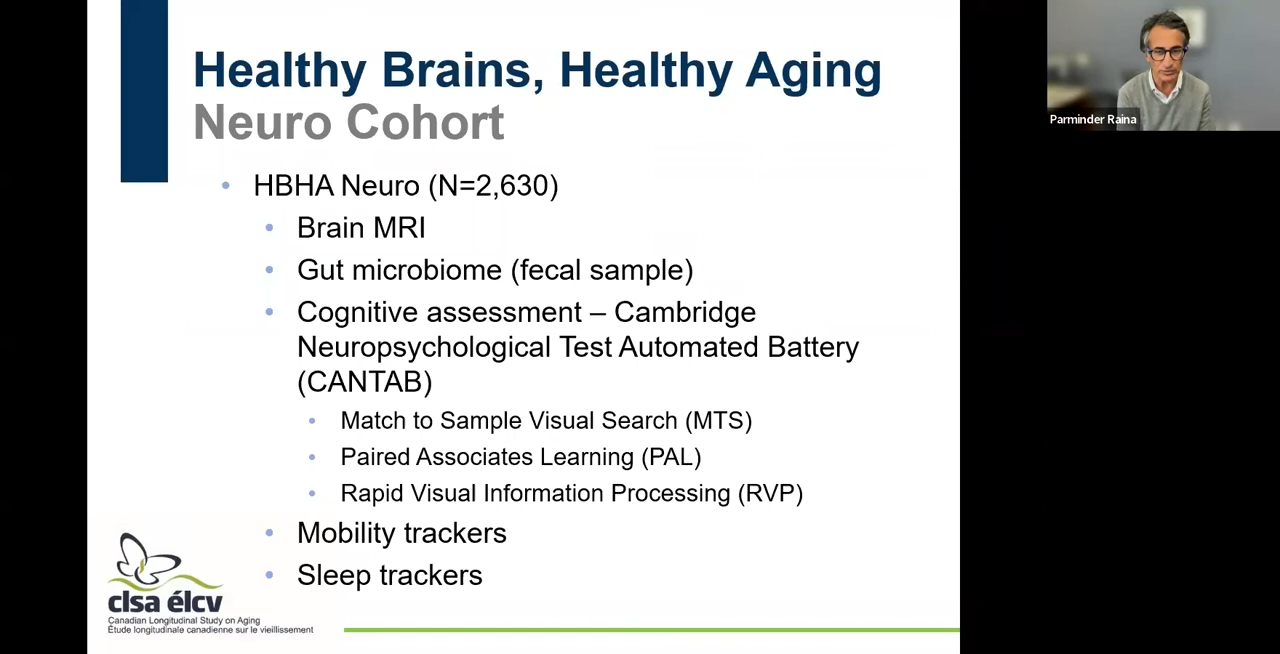 Healthy Brains, Healthy Aging
Neuro Cohort
• HBHA Neuro (N=2,630)
• Brain MRI
• Gut microbiome (fecal sample)
• Cognitive assessment – Cambridge
Neuropsychological Test Automated Battery
(CANTAB)
• Match to Sample Visual Search (MTS)
• Paired Associates Learning (PAL)
• Rapid Visual Information Processing (RVP)
• Mobility trackers
• Sleep trackers
clsa élcv
Canadian Longitudinal Study on Aging
Étude longitudinale canadienne sur le vieillissement
Parminder Raina